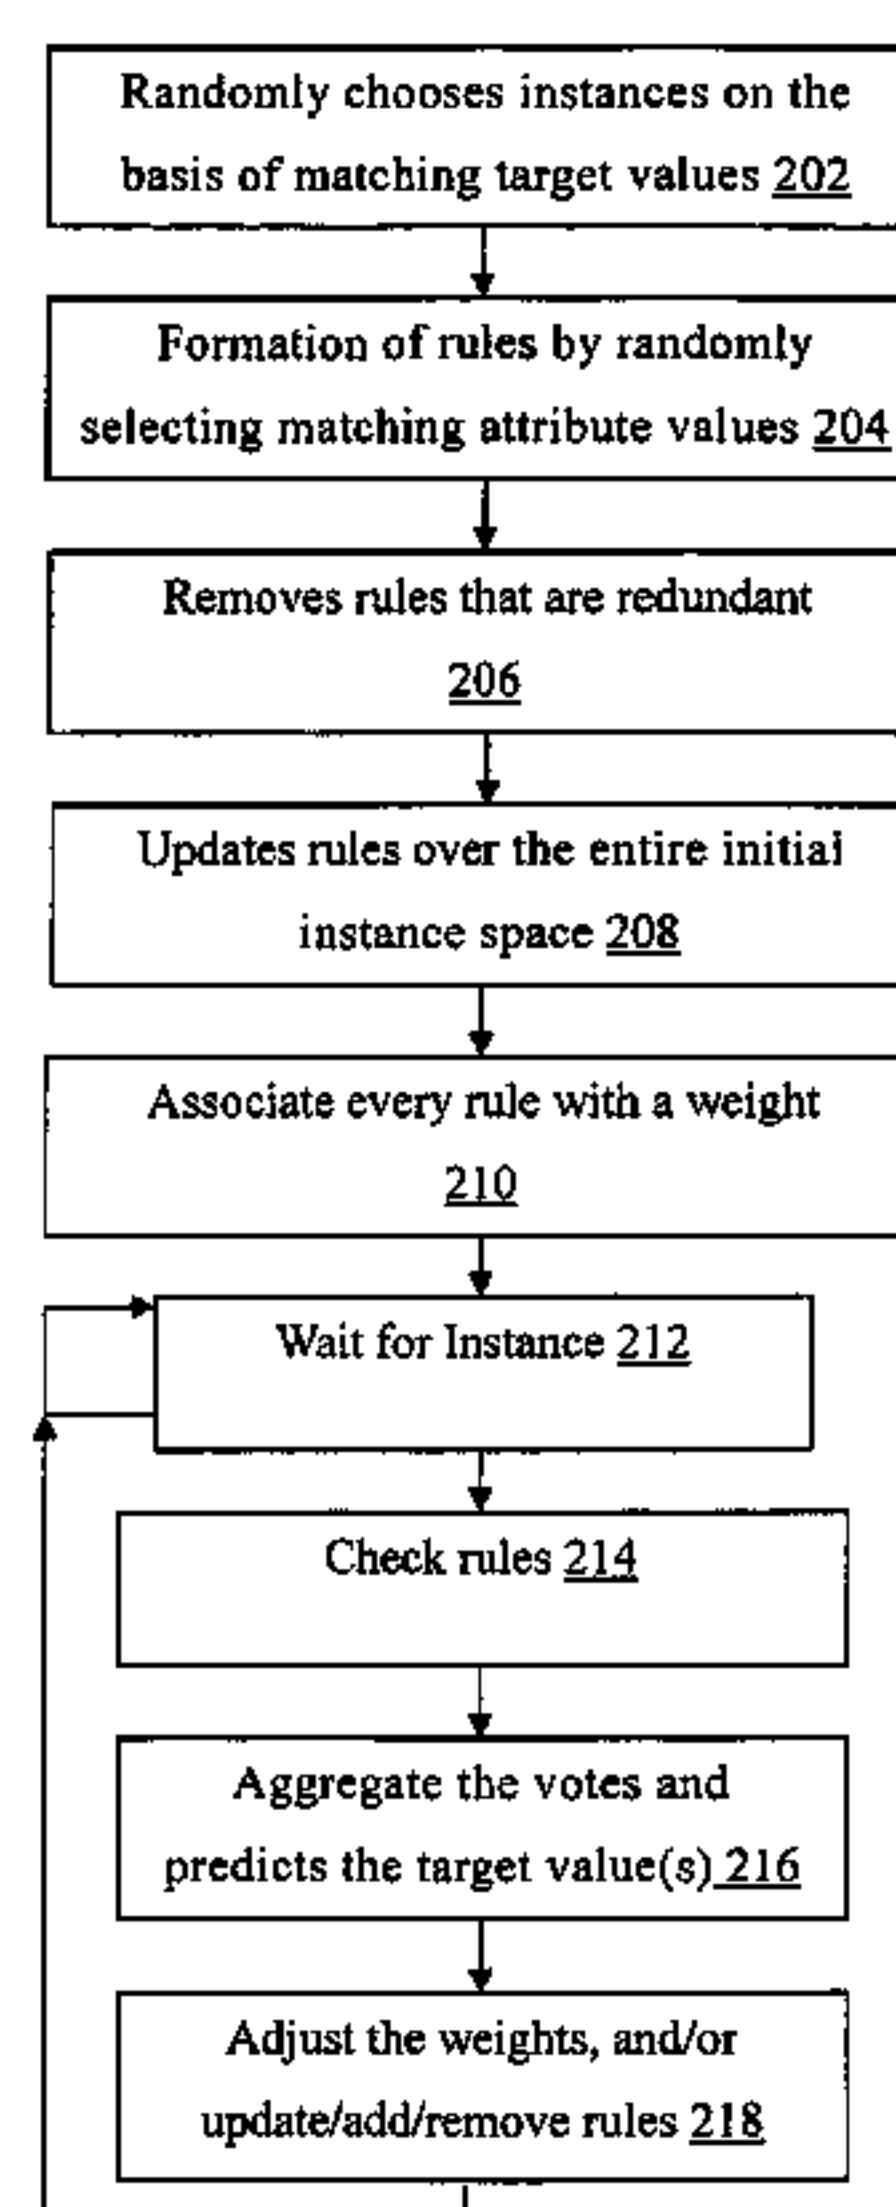 Randomly chooses instances on the
basis of matching target values 202
Formation of rules by randomly
selecting matching attribute values 204
Removes rules that are redundant
206
Updates rules over the entire initial
instance space 208
Associate every rule with a weight
210
Wait for Instance 212
Check rules 214
Aggregate the votes and
predicts the target value(s) 216
Adjust the weights, and/or
update/add/remove rules 218